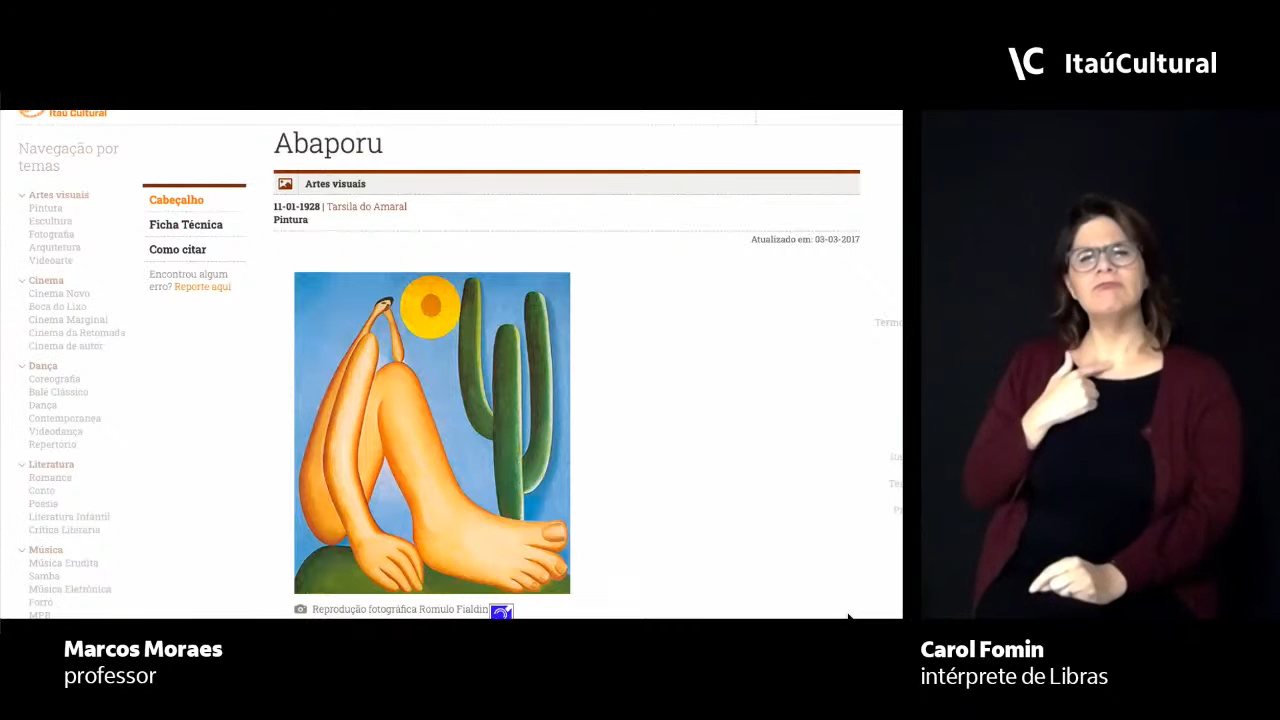 \C ItaúCultural
Itaú Cultural
Navegação por
temas
Artes visuais
Pintura
Escultura
Fotografia
Arquitetura
Videoarte
Cinema
Cinema Novo
Boca do Lixo
Cinema Marginal
Cinema da Retomada
Cinema de autor
Dança
Coreografia
Balé Clássico
Dança
Contemporânea
Videodança
Repertório
Literatura
Romance
Conto
Poesia
Literatura Infantil
Crítica Literária
Música
Música Erudita
Samba
Música Eletrônica
Forró
MPB
Cabeçalho
Ficha Técnica
Como citar
Encontrou algum
erro? Reporte aqui
Abaporu
Artes visuais
11-01-1928 | Tarsila do Amaral
Pintura
Atualizado em: 03-03-2017
Reprodução fotográfica Romulo Fialdin
Termo
Marcos Moraes
professor
Carol Fomin
intérprete de Libras